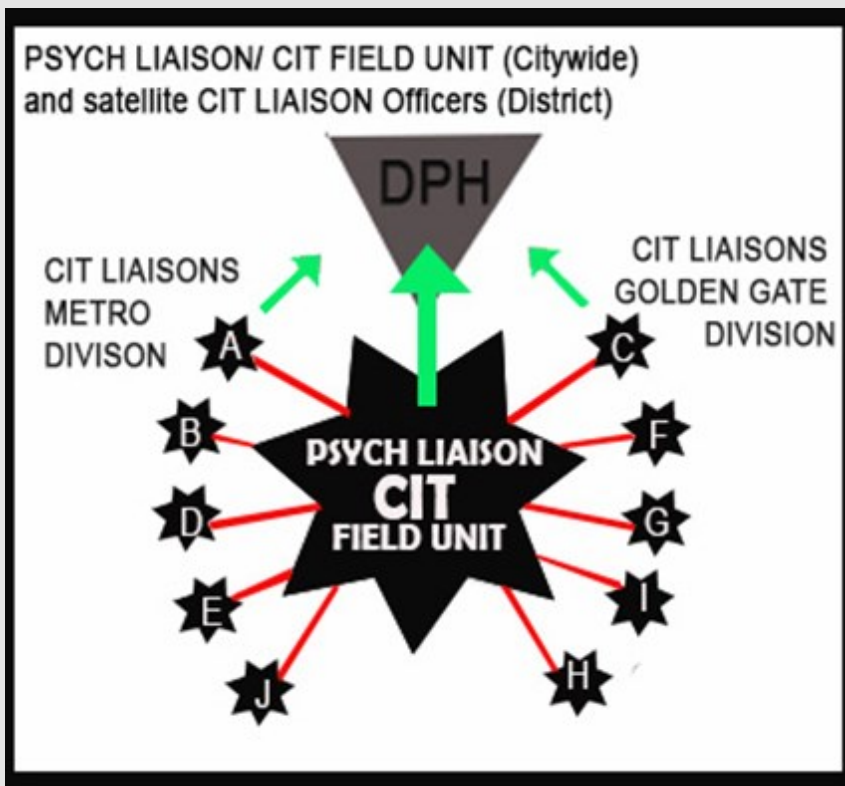 PSYCH LIAISON/ CIT FIELD UNIT (Citywide)
and satellite CIT LIAISON Officers (District)
DPH
CIT LIAISONS
METRO
DIVISON
CIT LIAISONS
GOLDEN GATE
DIVISION
A
C
B
F
PSYCH LIAISON
CIT
FIELD UNIT
D
G
E
I
J
H